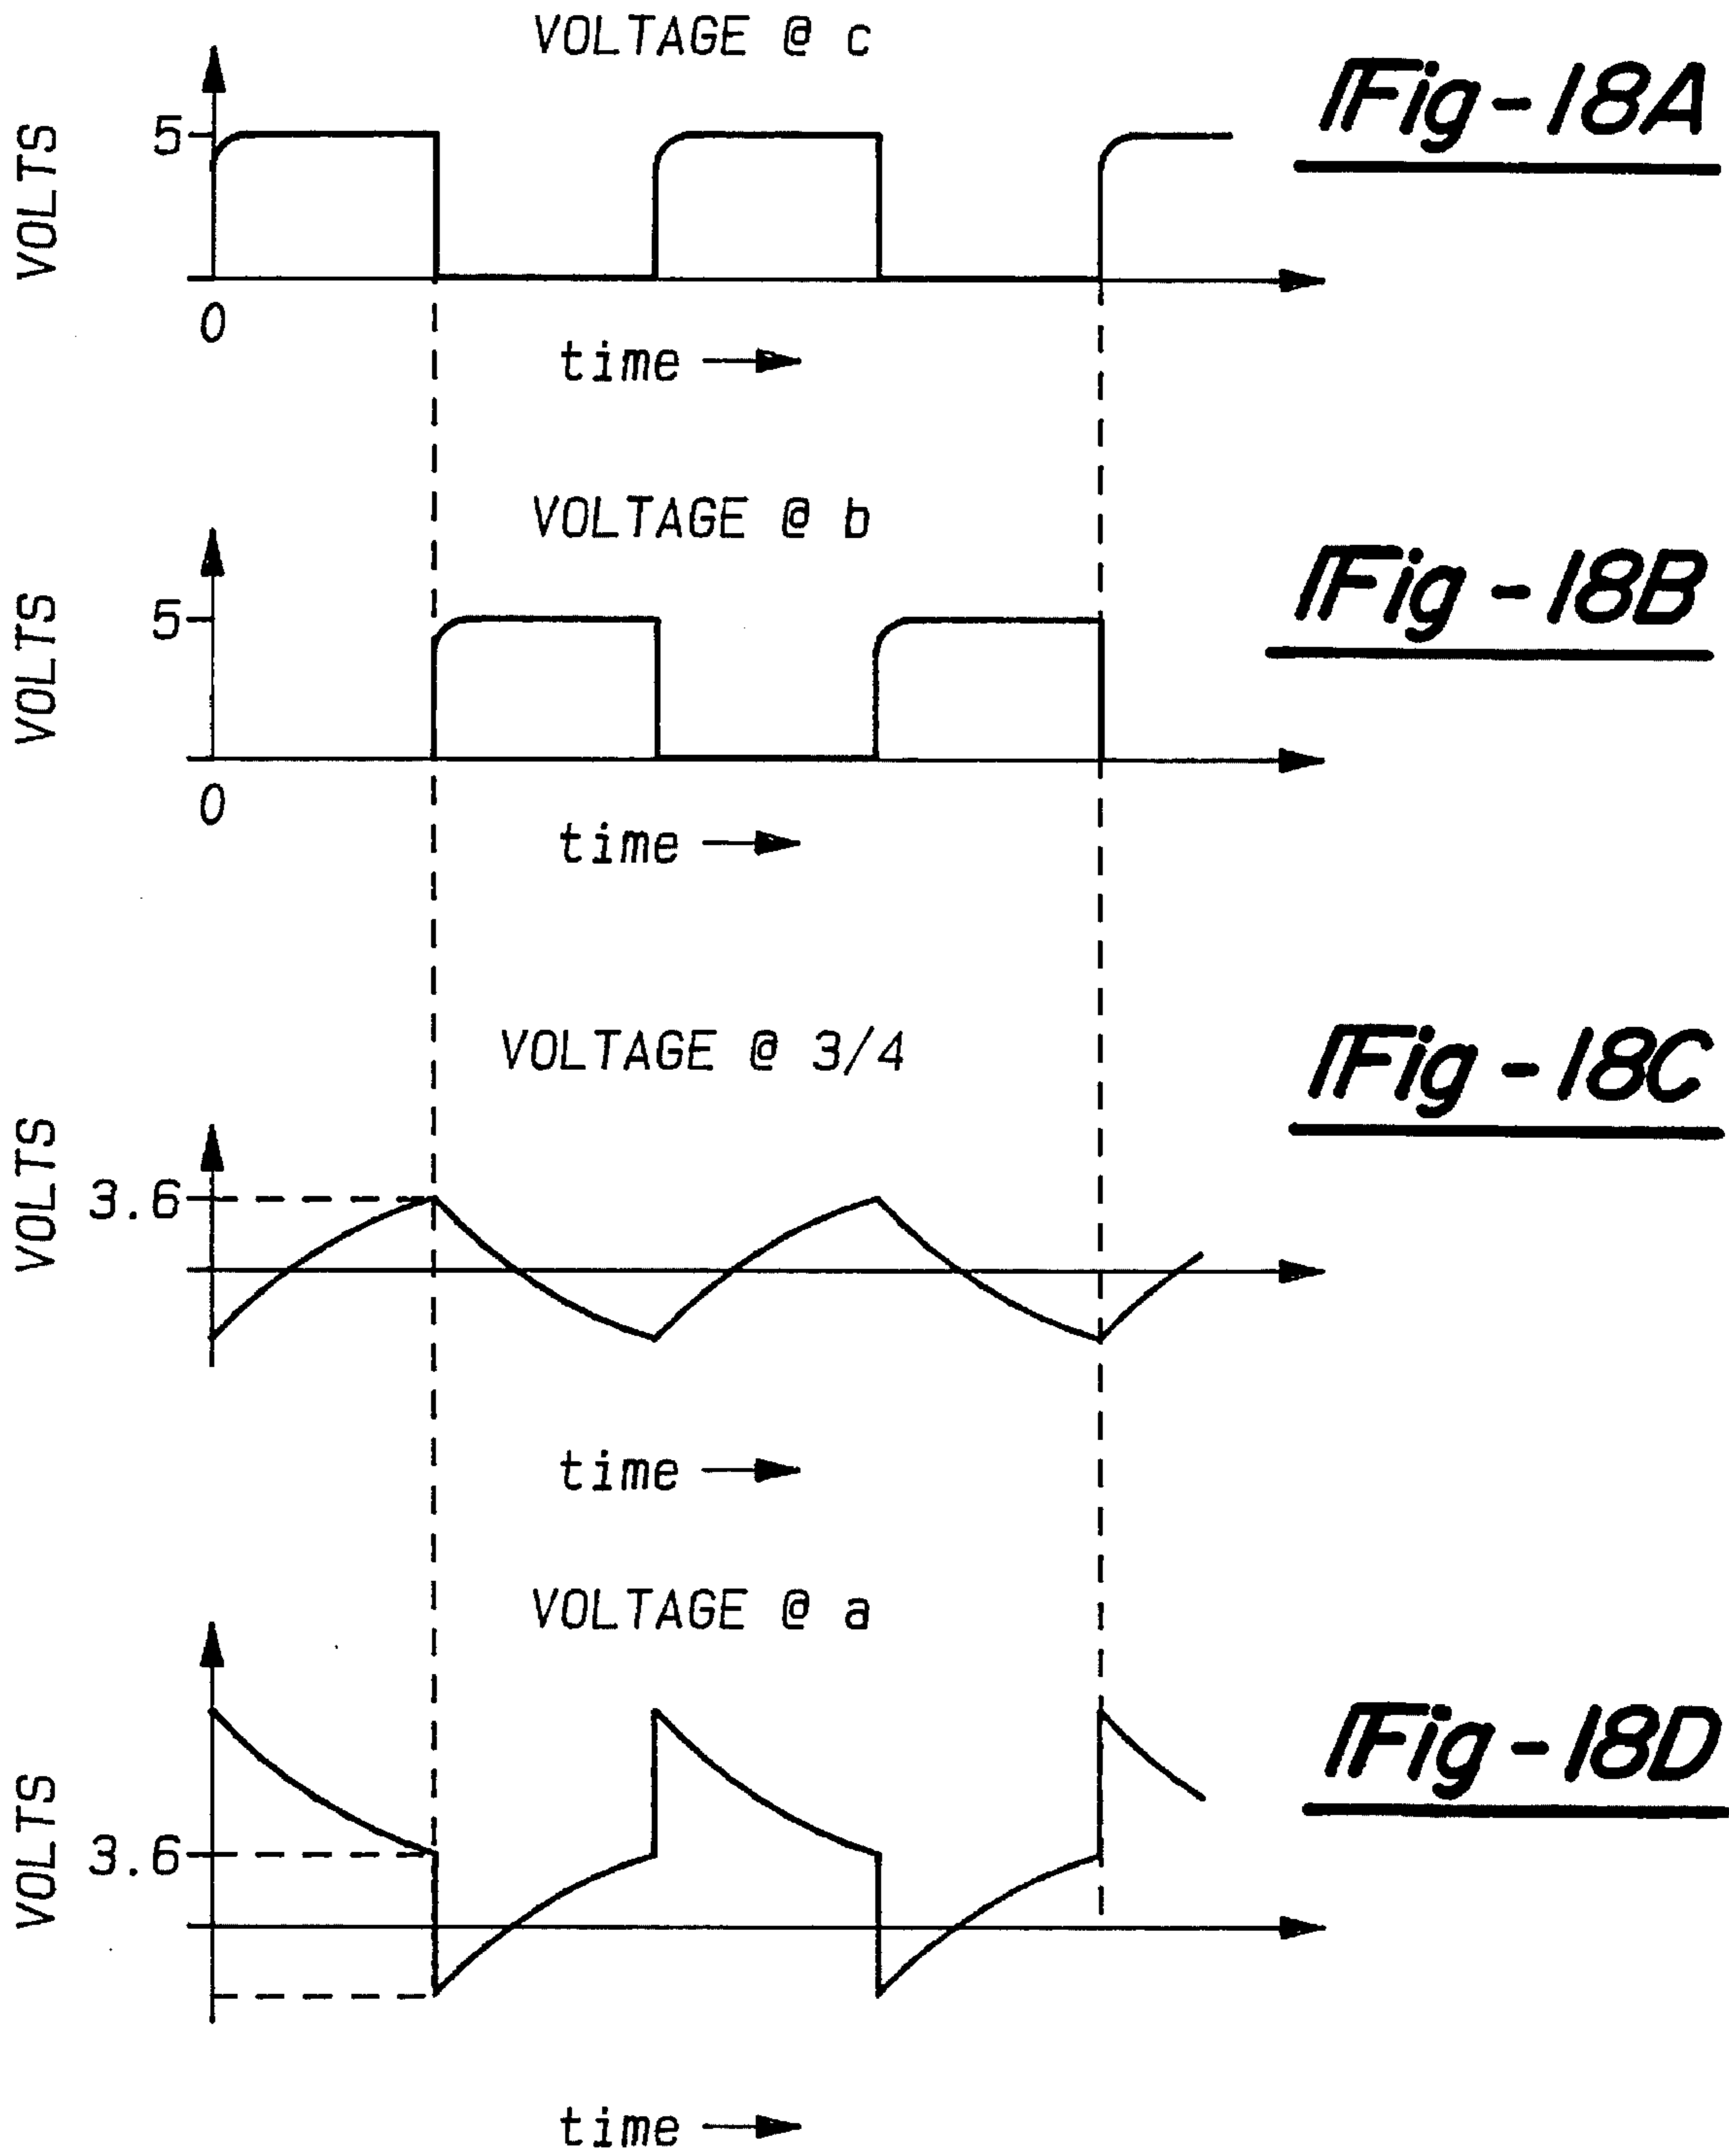 VOLTAGE @ c
Fig-18A
VOLTS
5
0
time
VOLTAGE @ b
Fig-18B
VOLTS
5
0
time
VOLTAGE @ 3/4
Fig-18C
VOLTS
3.6
time
VOLTAGE @ a
Fig-18D
VOLTS
3.6
time